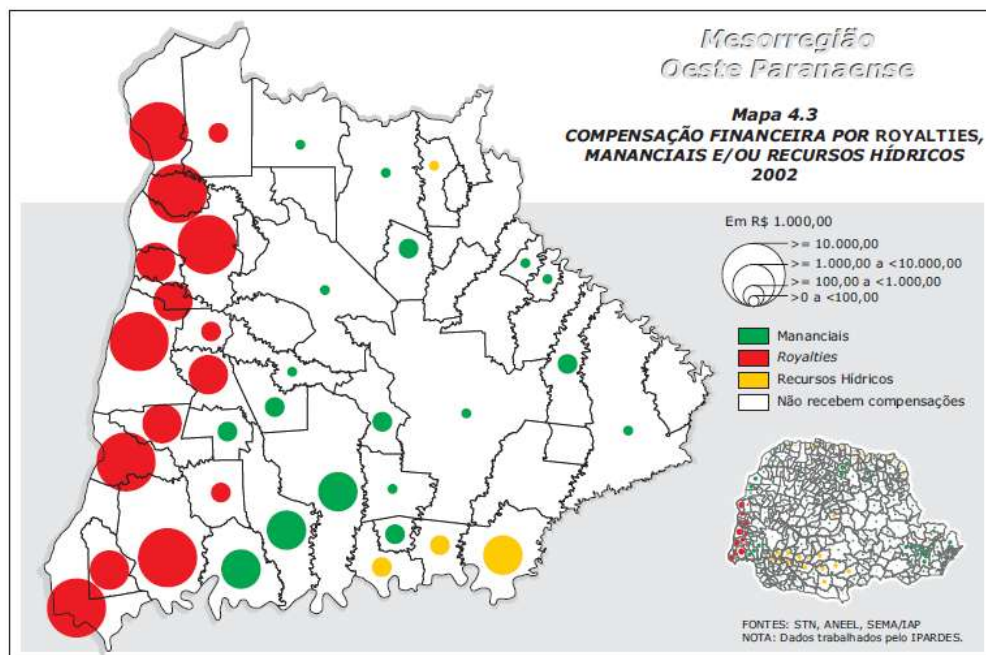 Mesorregião
Oeste Paranaense
Mapa 4.3
COMPENSAÇÃO FINANCEIRA POR ROYALTIES,
MANANCIAIS E/OU RECURSOS HÍDRICOS
2002
Em R$ 1.000,00
>= 10.000,00
>= 1.000,00 a <10.000,00
>= 100,00 a <1.000,00
>0 a <100,00
Mananciais
Royalties
Recursos Hídricos
Não recebem compensações
FONTES: STN, ANEEL, SEMA/IAP
NOTA: Dados trabalhados pelo IPARDES.